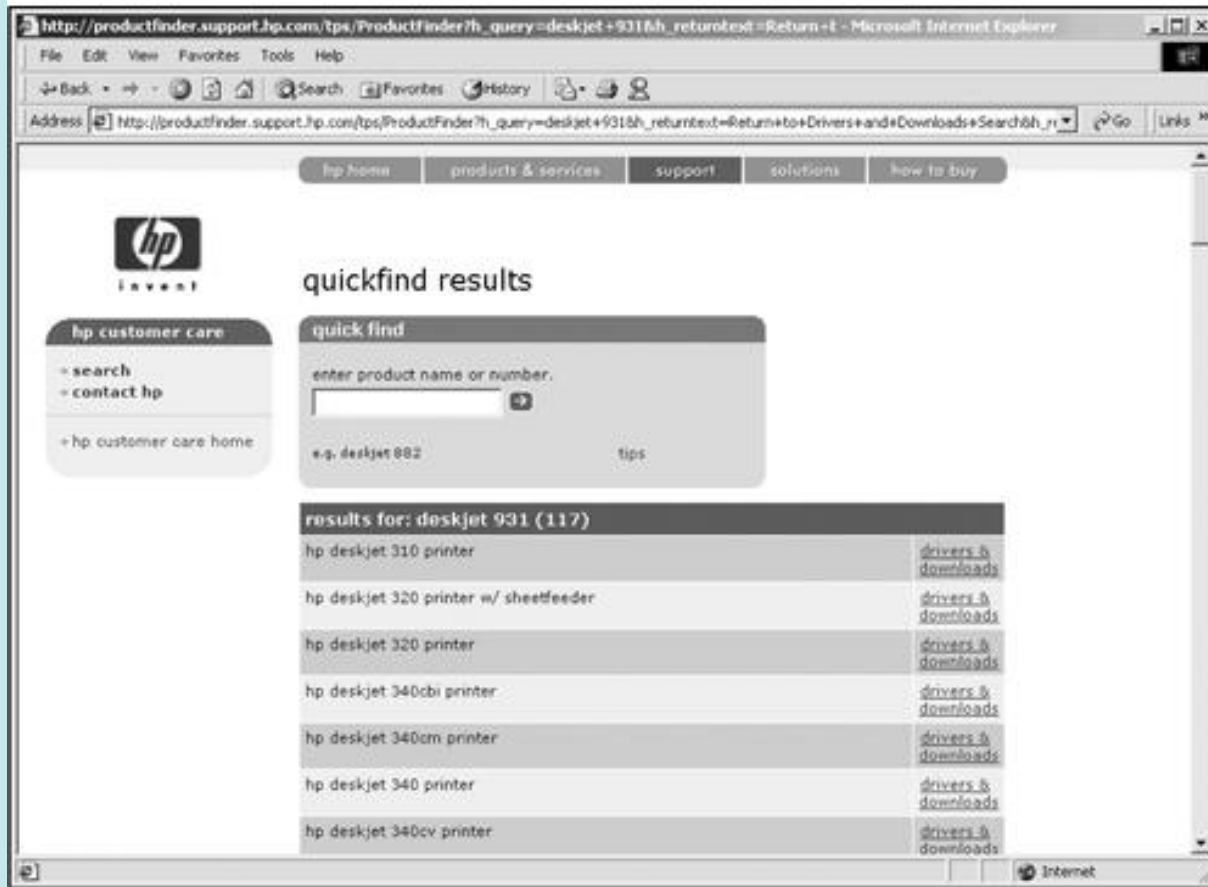 http://productfinder.support.hp.com/tps/ProductFinder?h_query=deskjet+931&h_returntext=Return+t - Microsoft Internet Explorer
File Edit View Favorites Tools Help
Back Search Favorites History
Address http://productfinder.support.hp.com/tps/ProductFinder?h_query=deskjet+931&h_returntext=Return+to+Drivers+and+Downloads+Search&h_r Go Links »
hp home products & services support solutions how to buy
hp
invent
quickfind results
hp customer care
» search
» contact hp
» hp customer care home
quick find
enter product name or number.
e.g. deskjet 882 tips
results for: deskjet 931 (117)
hp deskjet 310 printer drivers &
downloads
hp deskjet 320 printer w/ sheetfeeder drivers &
downloads
hp deskjet 320 printer drivers &
downloads
hp deskjet 340cbi printer drivers &
downloads
hp deskjet 340cm printer drivers &
downloads
hp deskjet 340 printer drivers &
downloads
hp deskjet 340cv printer drivers &
downloads
Internet